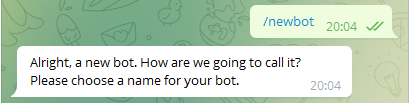 /newbot
20:04
Alright, a new bot. How are we going to call it?
Please choose a name for your bot.
20:04